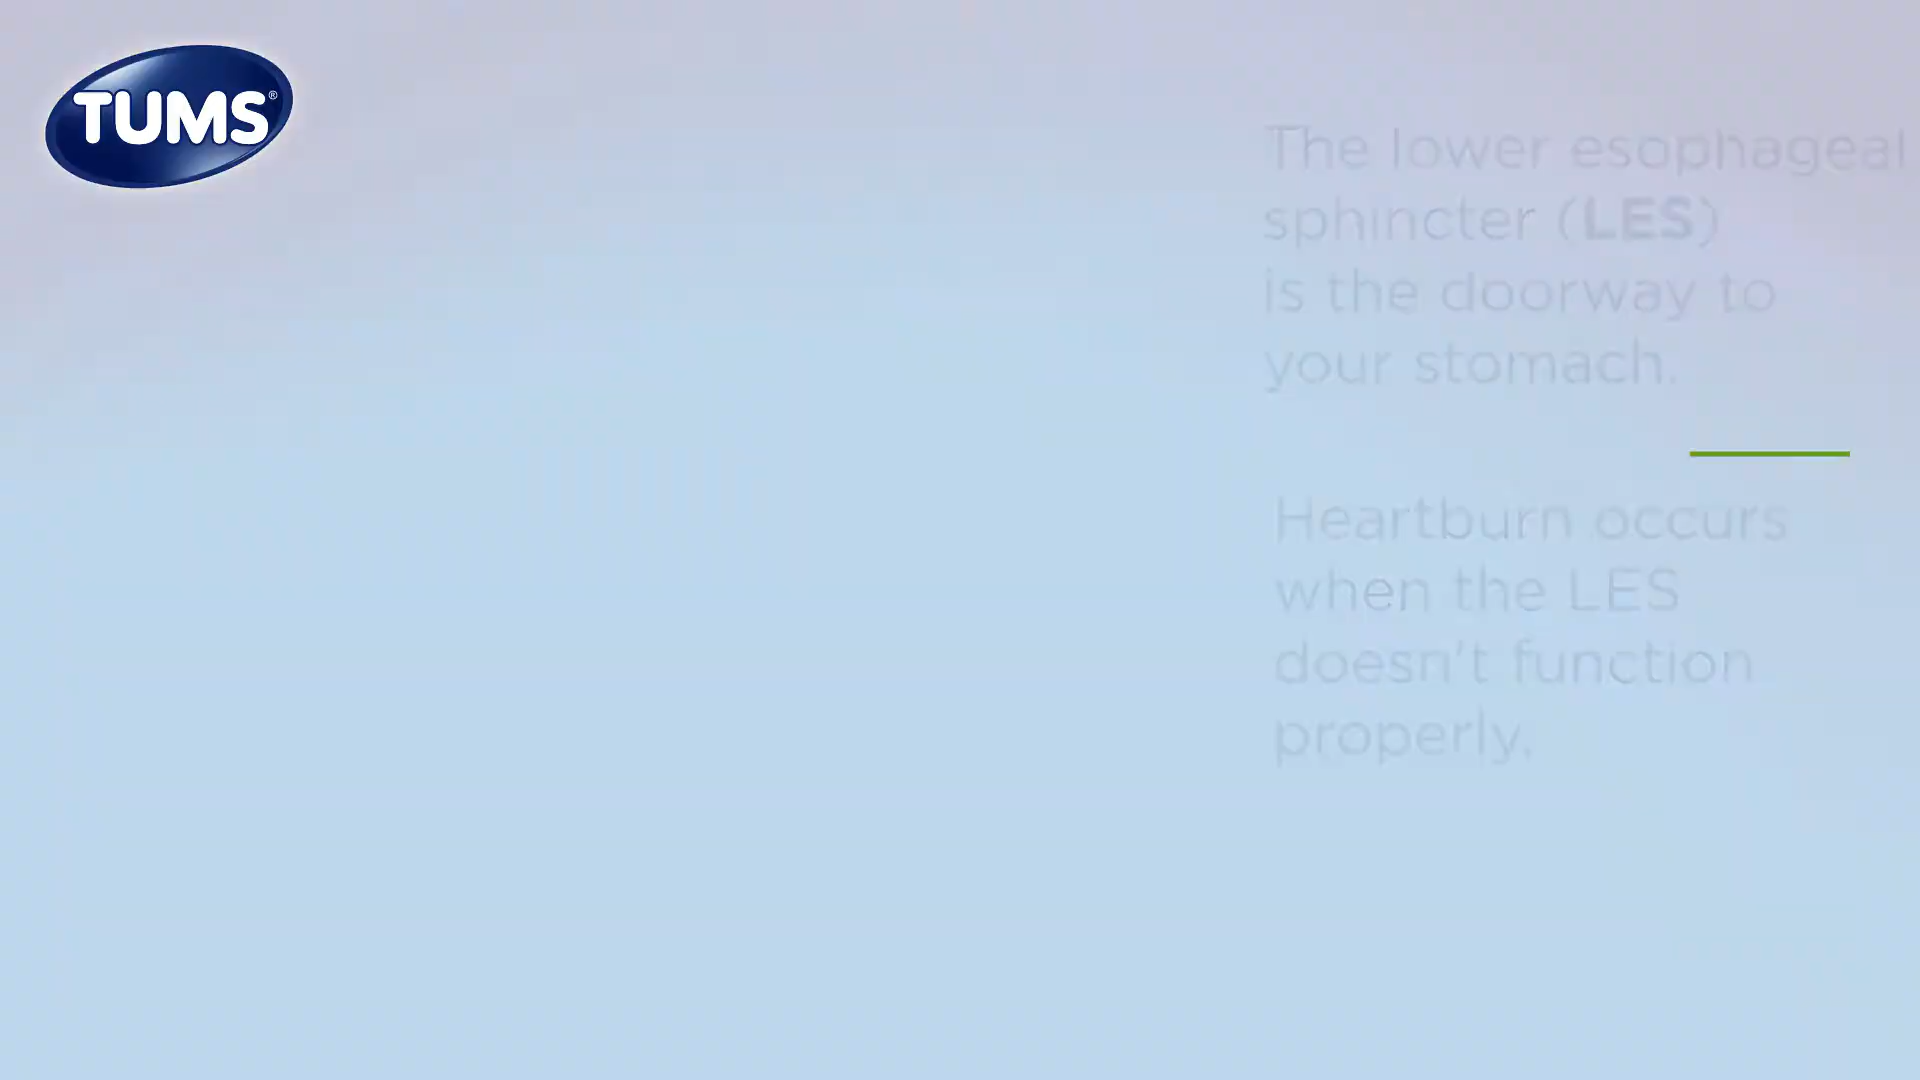 TUMS®
The lower esophageal
sphincter (LES)
is the doorway to
your stomach.
Heartburn occurs
when the LES
doesn't function
properly.